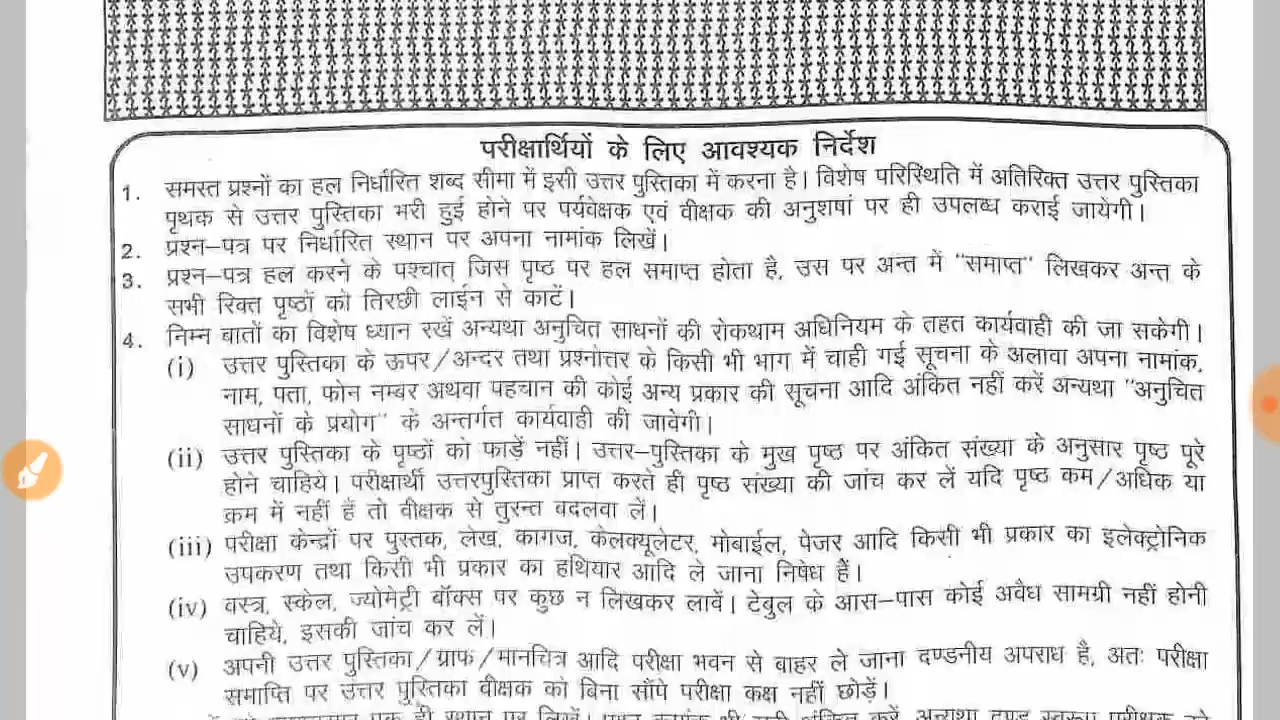 परीक्षार्थियों के लिए आवश्यक निर्देश
1. समस्त प्रश्नों का हल निर्धारित शब्द सीमा में इसी उत्तर पुस्तिका में करना है। विशेष परिस्थिति में अतिरिक्त उत्तर पुस्तिका
पृथक से उत्तर पुस्तिका भरी हुई होने पर पर्यवेक्षक एवं वीक्षक की अनुशषां पर ही उपलब्ध कराई जायेगी।
2. प्रश्न–पत्र पर निर्धारित स्थान पर अपना नामांक लिखें।
3. प्रश्न–पत्र हल करने के पश्चात् जिस पृष्ठ पर हल समाप्त होता है, उस पर अन्त में "समाप्त" लिखकर अन्त के
सभी रिक्त पृष्ठों को तिरछी लाईन से काटें।
4. निम्न बातों का विशेष ध्यान रखें अन्यथा अनुचित साधनों की रोकथाम अधिनियम के तहत कार्यवाही की जा सकेगी।
(i) उत्तर पुस्तिका के ऊपर/अन्दर तथा प्रश्नोत्तर के किसी भी भाग में चाही गई सूचना के अलावा अपना नामांक,
नाम, पता, फोन नम्बर अथवा पहचान की कोई अन्य प्रकार की सूचना आदि अंकित नहीं करें अन्यथा "अनुचित
साधनों के प्रयोग" के अन्तर्गत कार्यवाही की जावेगी।
(ii) उत्तर पुस्तिका के पृष्ठों को फाड़ें नहीं। उत्तर–पुस्तिका के मुख पृष्ठ पर अंकित संख्या के अनुसार पृष्ठ पूरे
होने चाहिये। परीक्षार्थी उत्तरपुस्तिका प्राप्त करते ही पृष्ठ संख्या की जांच कर लें यदि पृष्ठ कम/अधिक या
क्रम में नहीं हैं तो वीक्षक से तुरन्त बदलवा लें।
(iii) परीक्षा केन्द्रों पर पुस्तक, लेख, कागज, केलक्यूलेटर, मोबाईल, पेजर आदि किसी भी प्रकार का इलेक्ट्रोनिक
उपकरण तथा किसी भी प्रकार का हथियार आदि ले जाना निषेध हैं।
(iv) वस्त्र, स्केल, ज्योमेट्री बॉक्स पर कुछ न लिखकर लावें। टेबुल के आस–पास कोई अवैध सामग्री नहीं होनी
चाहिये, इसकी जांच कर लें।
(v) अपनी उत्तर पुस्तिका/ग्राफ/मानचित्र आदि परीक्षा भवन से बाहर ले जाना दण्डनीय अपराध है, अतः परीक्षा
समाप्ति पर उत्तर पुस्तिका वीक्षक को बिना सौंपे परीक्षा कक्ष नहीं छोड़ें।